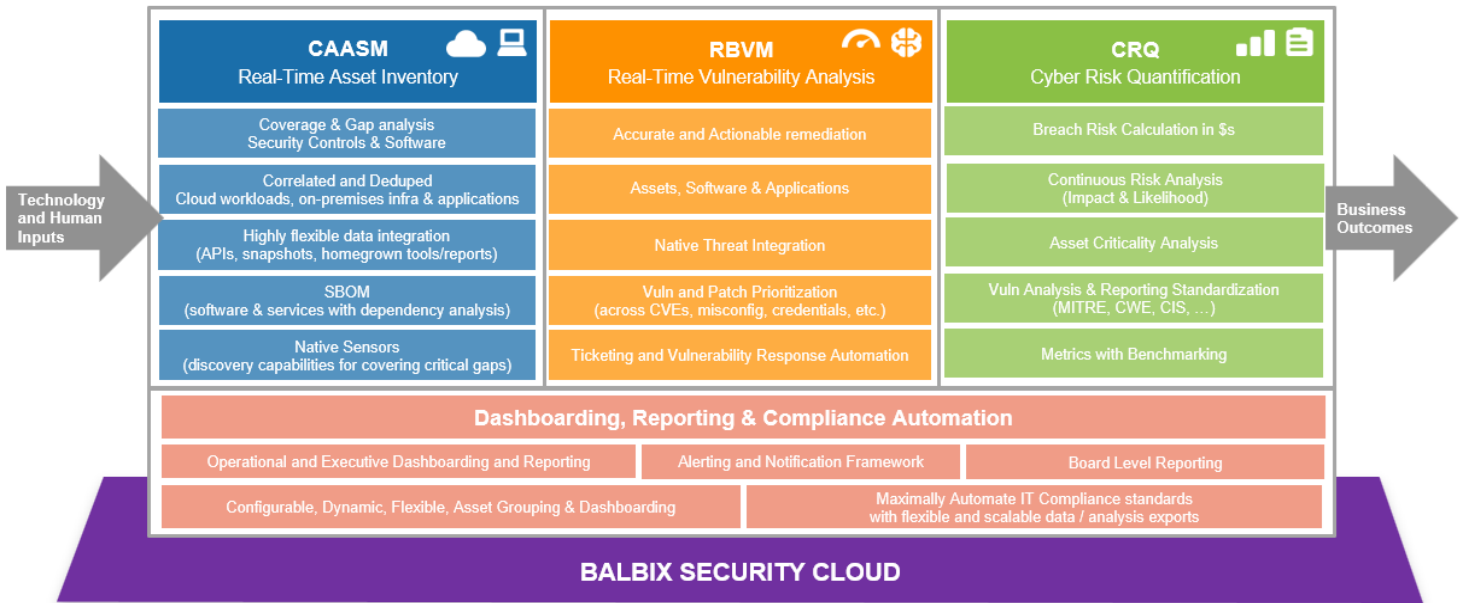 Technology
and Human
Inputs
CAASM
Real-Time Asset Inventory
Coverage & Gap analysis
Security Controls & Software
Correlated and Deduped
Cloud workloads, on-premises infra & applications
Highly flexible data integration
(APIs, snapshots, homegrown tools/reports)
SBOM
(software & services with dependency analysis)
Native Sensors
(discovery capabilities for covering critical gaps)
RBVM
Real-Time Vulnerability Analysis
Accurate and Actionable remediation
Assets, Software & Applications
Native Threat Integration
Vuln and Patch Prioritization
(across CVEs, misconfig, credentials, etc.)
Ticketing and Vulnerability Response Automation
CRQ
Cyber Risk Quantification
Breach Risk Calculation in $s
Continuous Risk Analysis
(Impact & Likelihood)
Asset Criticality Analysis
Vuln Analysis & Reporting Standardization
(MITRE, CWE, CIS, …)
Metrics with Benchmarking
Business
Outcomes
Dashboarding, Reporting & Compliance Automation
Operational and Executive Dashboarding and Reporting
Alerting and Notification Framework
Board Level Reporting
Configurable, Dynamic, Flexible, Asset Grouping & Dashboarding
Maximally Automate IT Compliance standards
with flexible and scalable data / analysis exports
BALBIX SECURITY CLOUD